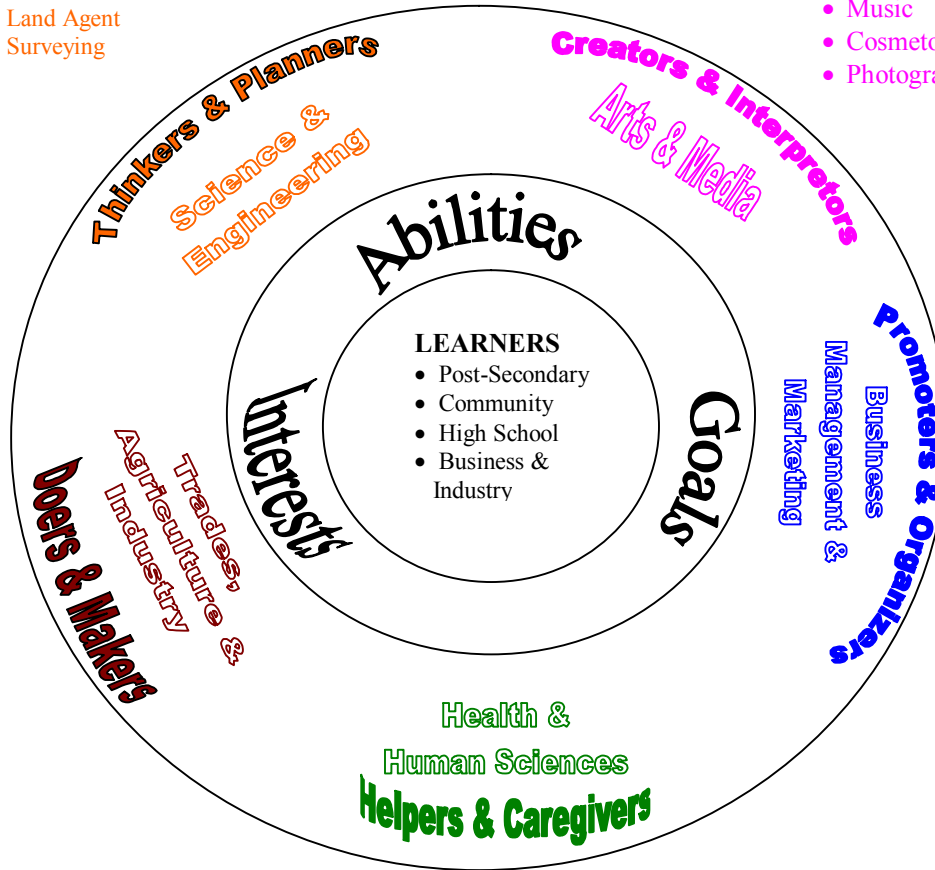 Land Agent
Surveying
• Music
• Cosmeto
• Photogra
Thinkers & Planners
Science &
Engineering
Creators & Interpretors
Arts & Media
Abilities
Interests
Goals
LEARNERS
• Post-Secondary
• Community
• High School
• Business &
Industry
Promoters & Organizers
Business
Management &
Marketing
Doers & Makers
Trades,
Agriculture &
Industry
Health &
Human Sciences
Helpers & Caregivers